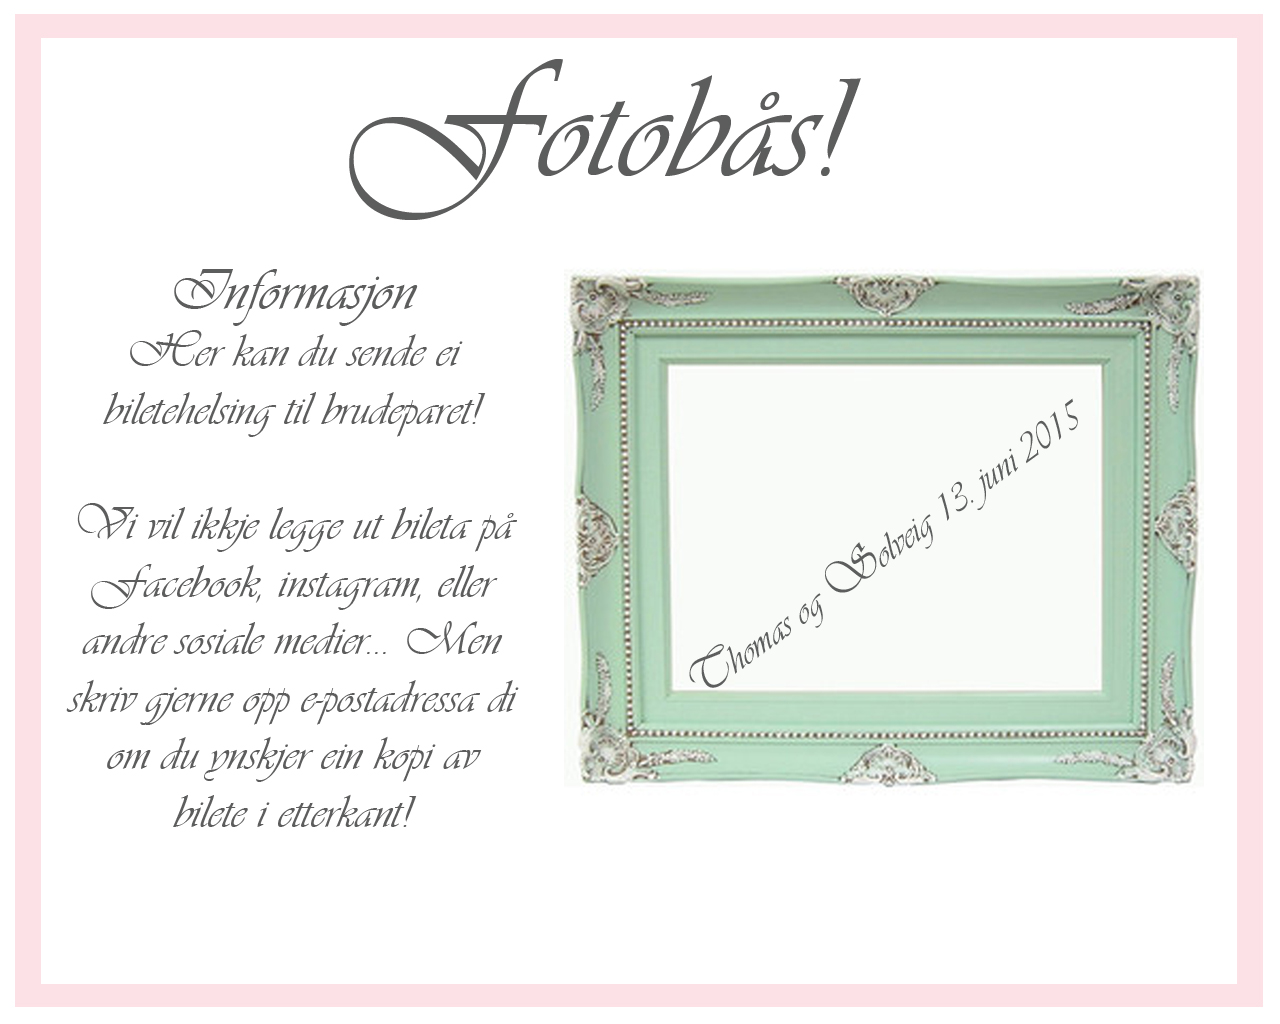 Fotobås!
Informasjon
Her kan du sende ei
biletehelsing til brudeparet!
Vi vil ikkje legge ut bileta på
Facebook, instagram, eller
andre sosiale medier... Men
skriv gjerne opp e-postadressa di
om du ynskjer ein kopi av
bilete i etterkant!
Thomas og Solveig 13. juni 2015